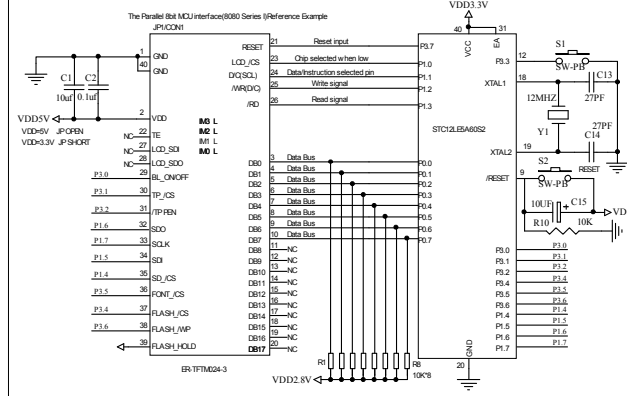 The Parallel 8bit MCU interface(8080 Series I)Reference Example
JP1/CON1
VDD3.3V
1 GND
40 GND
C1 C2
10uf 0.1uf
VDD5V
2 VDD
VDD=5V JP OPEN
VDD=3.3V JP SHORT
NC 22 TE
NC 27 LCD_SDI
NC 28 LCD_SDO
P3.0 29 BL_ON/OFF
P3.1 30 TP_/CS
P3.2 31 /TP PEN
P1.6 32 SDO
P1.7 33 SCLK
P1.5 34 SDI
P1.4 35 SD_/CS
P3.5 36 FONT_/CS
P3.4 37 FLASH_/CS
P3.6 38 FLASH_/WP
39 FLASH_HOLD
IM3 L
IM2 L
IM1 L
IM0 L
ER-TFTM024-3
RESET 21 Reset input P3.7
LCD_/CS 23 Chip selected when low P1.0
D/C(SCL) 24 Data/Instruction selected pin P1.1
/WR(D/C) 25 Write signal P1.2
/RD 26 Read signal P1.3
DB0 3 Data Bus P0.0
DB1 4 Data Bus P0.1
DB2 5 Data Bus P0.2
DB3 6 Data Bus P0.3
DB4 7 Data Bus P0.4
DB5 8 Data Bus P0.5
DB6 9 Data Bus P0.6
DB7 10 Data Bus P0.7
DB8 11 NC
DB9 12 NC
DB10 13 NC
DB11 14 NC
DB12 15 NC
DB13 16 NC
DB14 17 NC
DB15 18 NC
DB16 19 NC
DB17 20 NC
R1 R8
10K*8
VDD2.8V
40 VCC
31 EA
STC12LE5A60S2
P3.3 12
S1
SW-PB
XTAL1 18
C13
27PF
12MHZ
Y1
27PF
C14
XTAL2 19
RESET
S2
/RESET 9
SW-PB
10UF + C15
VD
R10 10K
P3.0 P3.0
P3.1 P3.1
P3.2 P3.2
P3.4 P3.4
P3.5 P3.5
P3.6 P3.6
P1.4 P1.4
P1.5 P1.5
P1.6 P1.6
P1.7 P1.7
GND
20